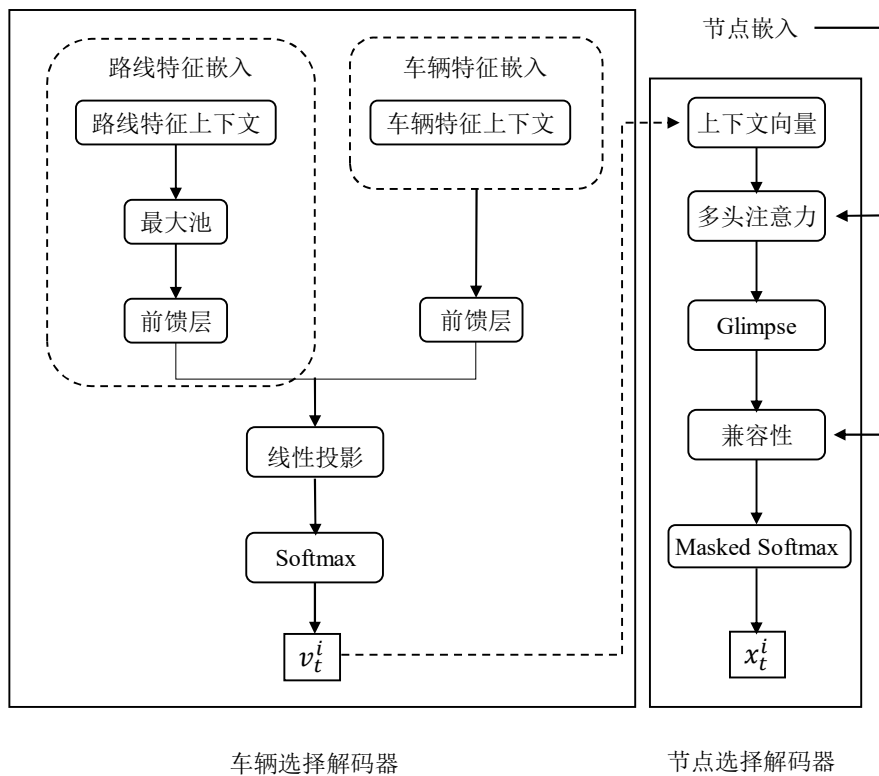 节点嵌入
路线特征嵌入
车辆特征嵌入
路线特征上下文
车辆特征上下文
最大池
前馈层
前馈层
线性投影
Softmax
v_t^i
上下文向量
多头注意力
Glimpse
兼容性
Masked Softmax
x_t^i
车辆选择解码器
节点选择解码器